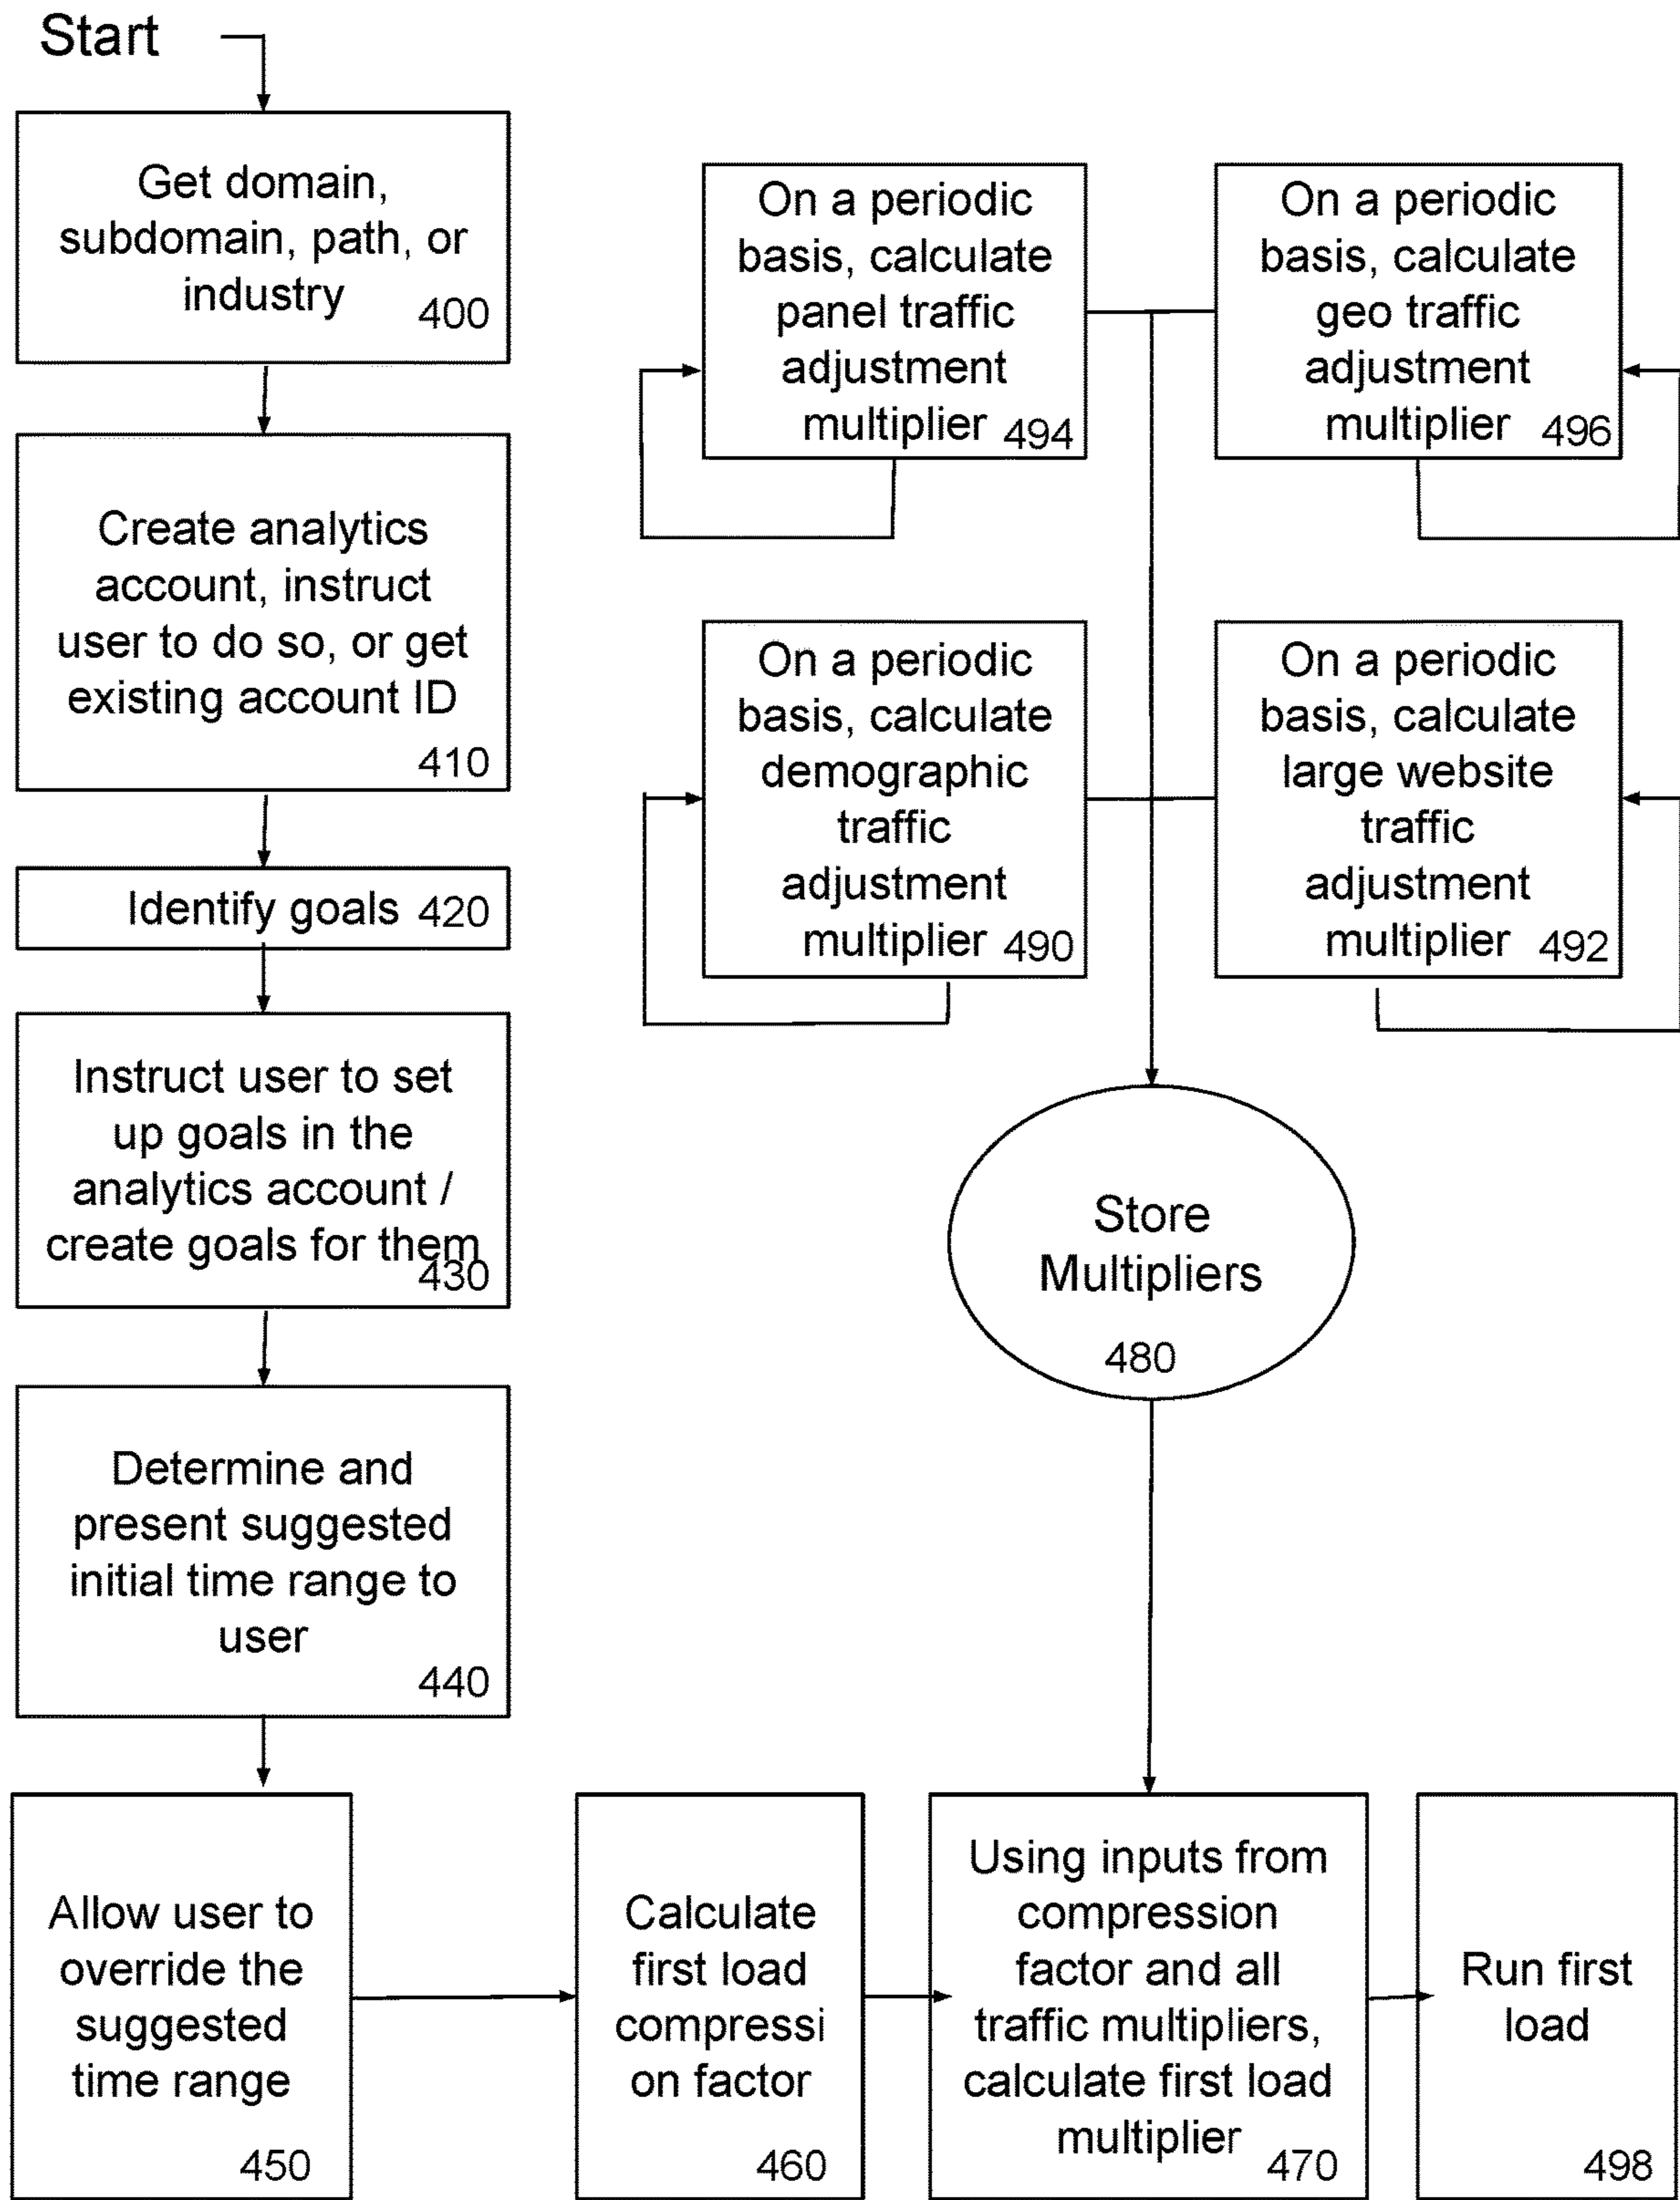 Start
Get domain,
subdomain, path, or
industry
400
Create analytics
account, instruct
user to do so, or get
existing account ID
410
Identify goals 420
Instruct user to set
up goals in the
analytics account /
create goals for them
430
Determine and
present suggested
initial time range to
user
440
Allow user to
override the
suggested
time range
450
Calculate
first load
compressi
on factor
460
Using inputs from
compression
factor and all
traffic multipliers,
calculate first load
multiplier
470
Run first
load
498
On a periodic
basis, calculate
panel traffic
adjustment
multiplier 494
On a periodic
basis, calculate
geo traffic
adjustment
multiplier 496
On a periodic
basis, calculate
demographic
traffic
adjustment
multiplier 490
On a periodic
basis, calculate
large website
traffic
adjustment
multiplier 492
Store
Multipliers
480